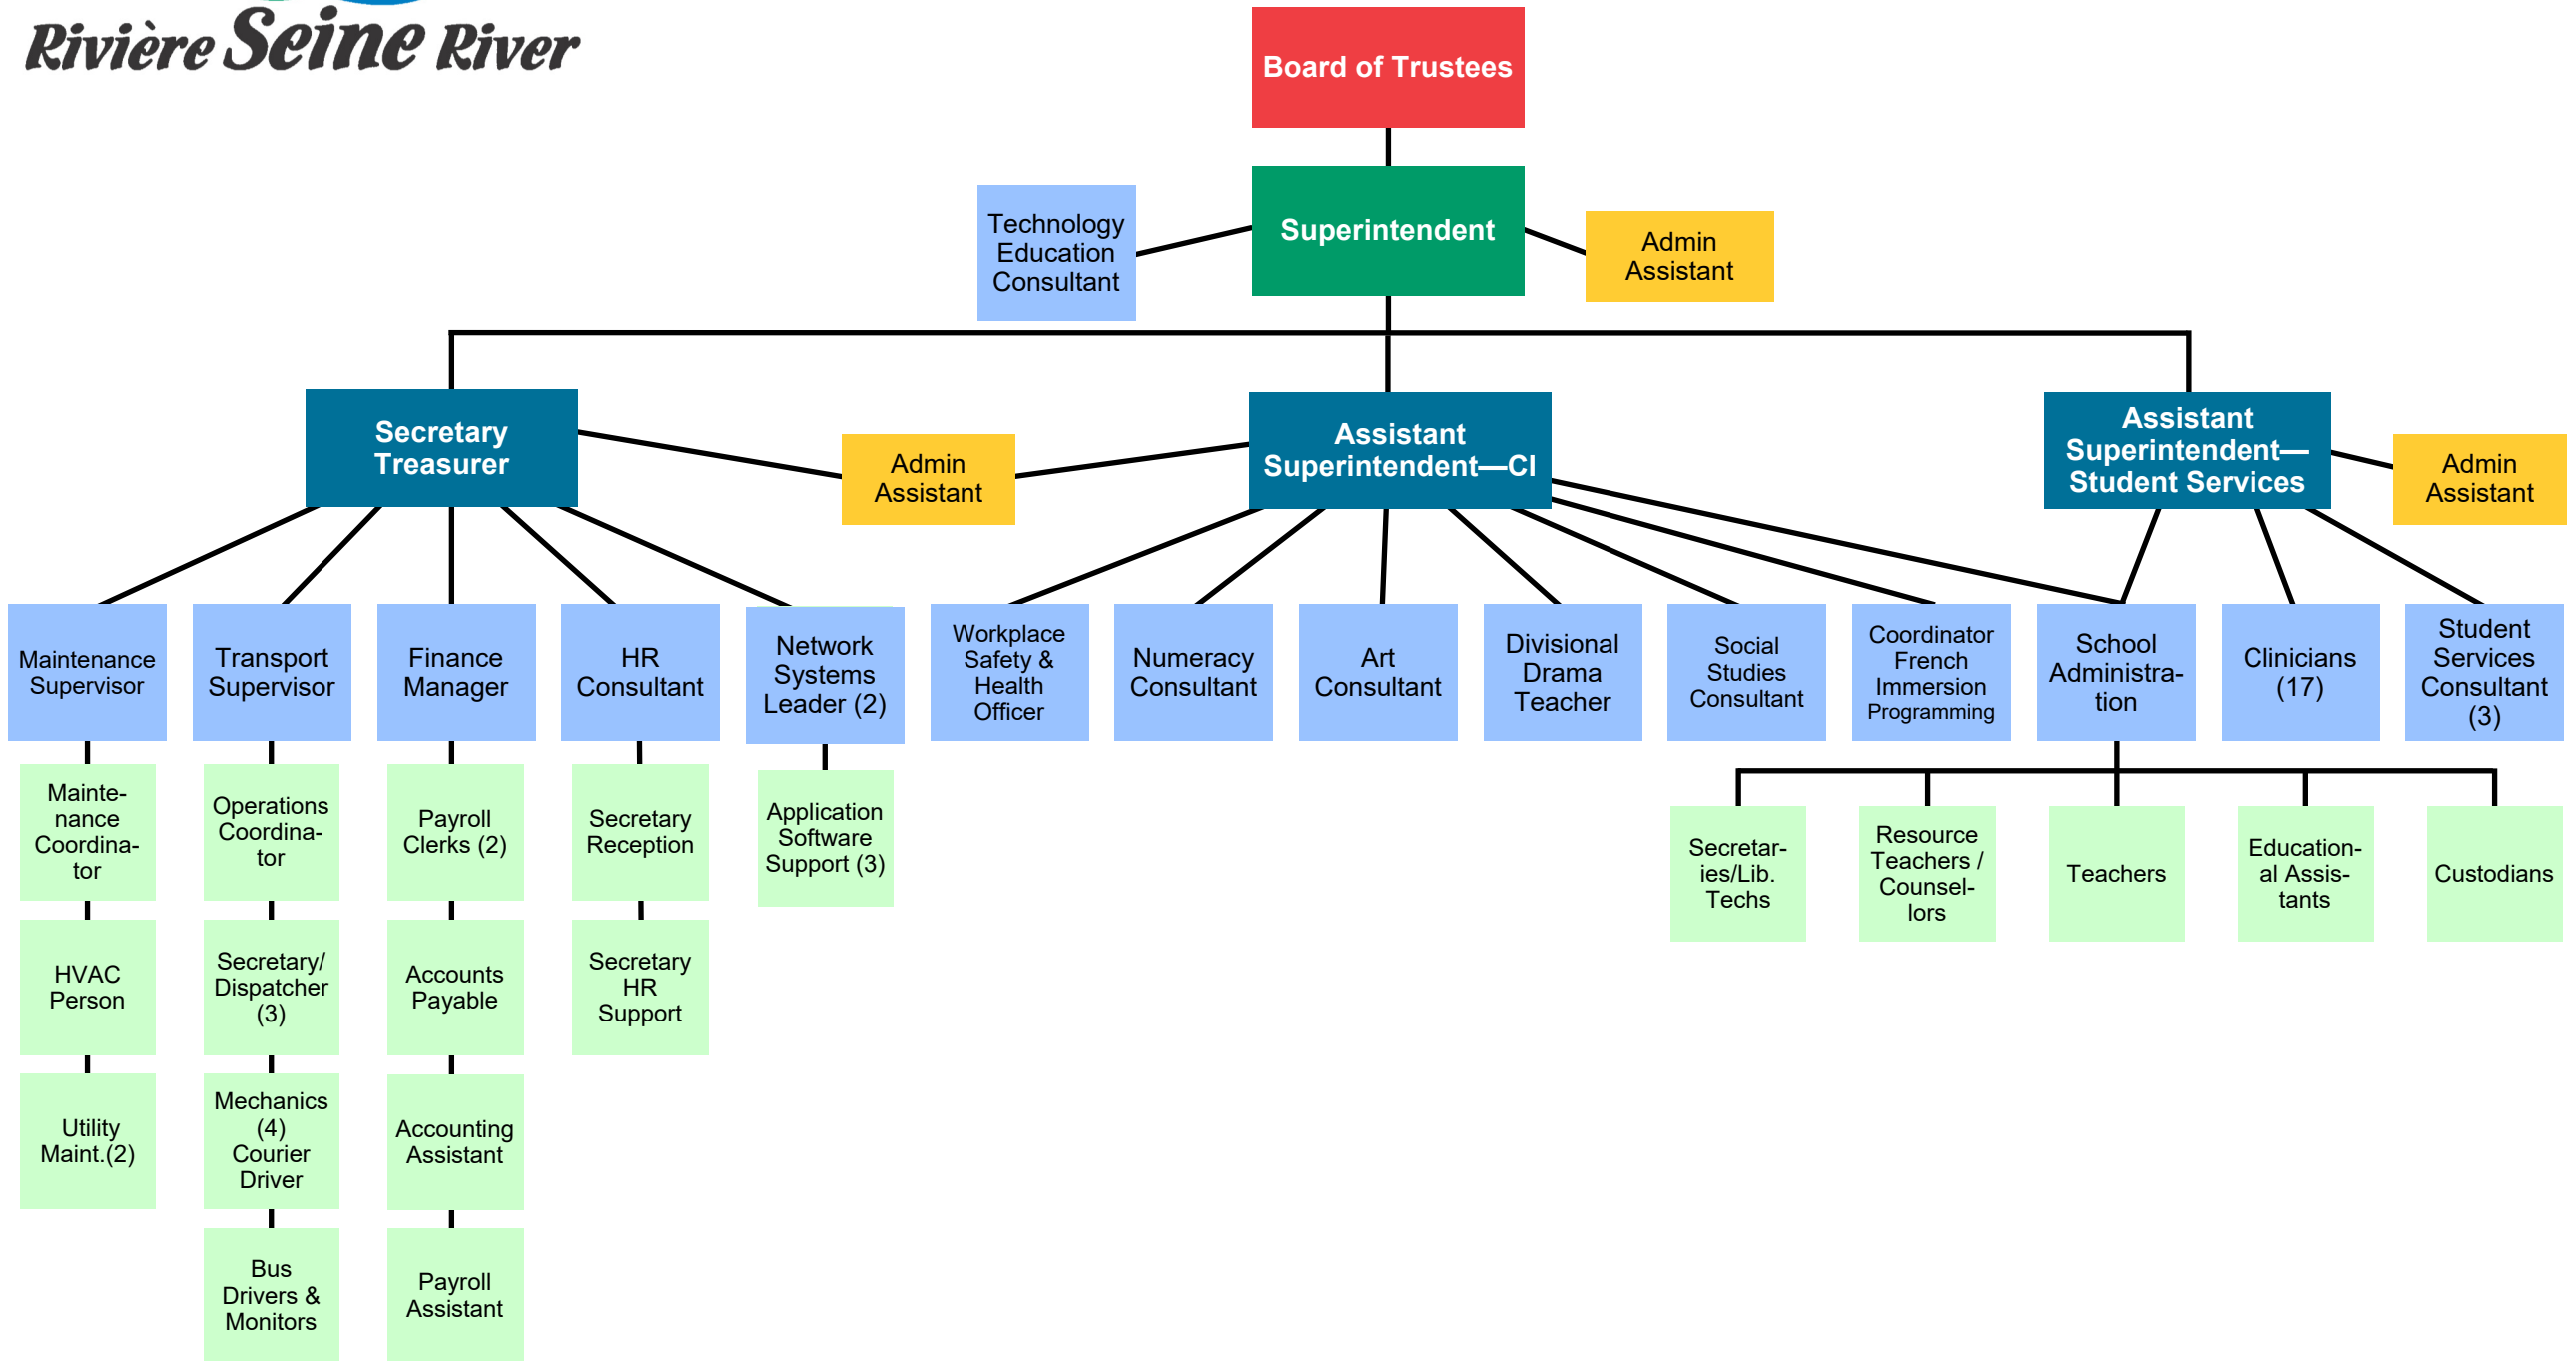 Rivière Seine River
Board of Trustees
Technology
Education
Consultant
Superintendent
Admin
Assistant
Secretary
Treasurer
Admin
Assistant
Assistant
Superintendent—CI
Assistant
Superintendent—
Student Services
Admin
Assistant
Maintenance
Supervisor
Transport
Supervisor
Finance
Manager
HR
Consultant
Network
Systems
Leader (2)
Workplace
Safety &
Health
Officer
Numeracy
Consultant
Art
Consultant
Divisional
Drama
Teacher
Social
Studies
Consultant
Coordinator
French
Immersion
Programming
School
Administra-
tion
Clinicians
(17)
Student
Services
Consultant
(3)
Mainte-
nance
Coordina-
tor
Operations
Coordina-
tor
Payroll
Clerks (2)
Secretary
Reception
Application
Software
Support (3)
Secretar-
ies/Lib.
Techs
Resource
Teachers /
Counsel-
lors
Teachers
Education-
al Assis-
tants
Custodians
HVAC
Person
Secretary/
Dispatcher
(3)
Accounts
Payable
Secretary
HR
Support
Utility
Maint.(2)
Mechanics
(4)
Courier
Driver
Accounting
Assistant
Bus
Drivers &
Monitors
Payroll
Assistant